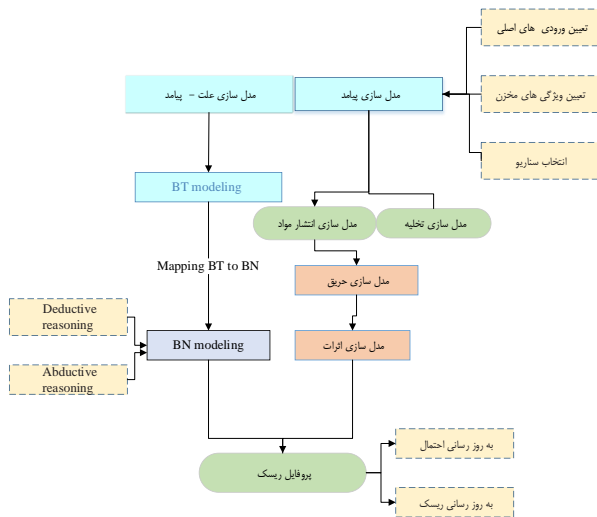 تعیین ورودی های اصلی
مدل سازی علت – پیامد
مدل سازی پیامد
تعیین ویژگی های مخزن
انتخاب سناریو
BT modeling
مدل سازی انتشار مواد
مدل سازی تخلیه
Mapping BT to BN
مدل سازی حریق
Deductive
reasoning
BN modeling
مدل سازی اثرات
Abductive
reasoning
به روز رسانی احتمال
پروفایل ریسک
به روز رسانی ریسک